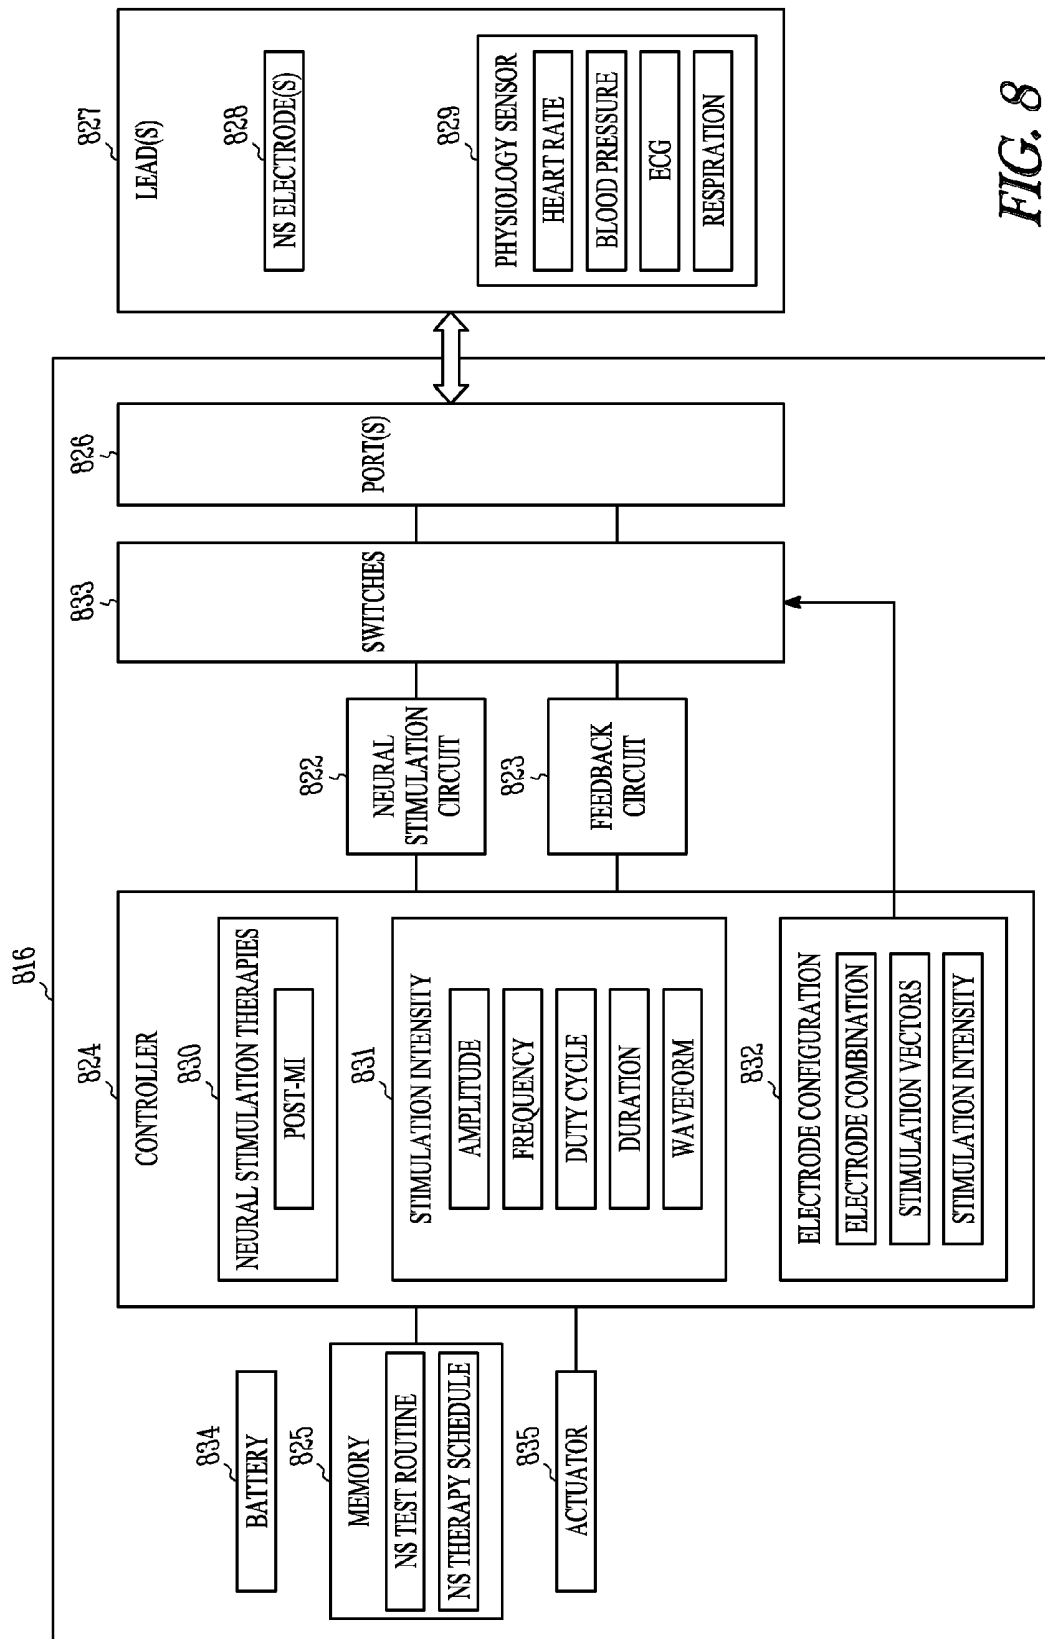 816
834
BATTERY
825
MEMORY
NS TEST ROUTINE
NS THERAPY SCHEDULE
835
ACTUATOR
824
CONTROLLER
830
NEURAL STIMULATION THERAPIES
POST-MI
831
STIMULATION INTENSITY
AMPLITUDE
FREQUENCY
DUTY CYCLE
DURATION
WAVEFORM
832
ELECTRODE CONFIGURATION
ELECTRODE COMBINATION
STIMULATION VECTORS
STIMULATION INTENSITY
822
NEURAL
STIMULATION
CIRCUIT
823
FEEDBACK
CIRCUIT
833
SWITCHES
826
PORT(S)
827
LEAD(S)
828
NS ELECTRODE(S)
829
PHYSIOLOGY SENSOR
HEART RATE
BLOOD PRESSURE
ECG
RESPIRATION
FIG. 8